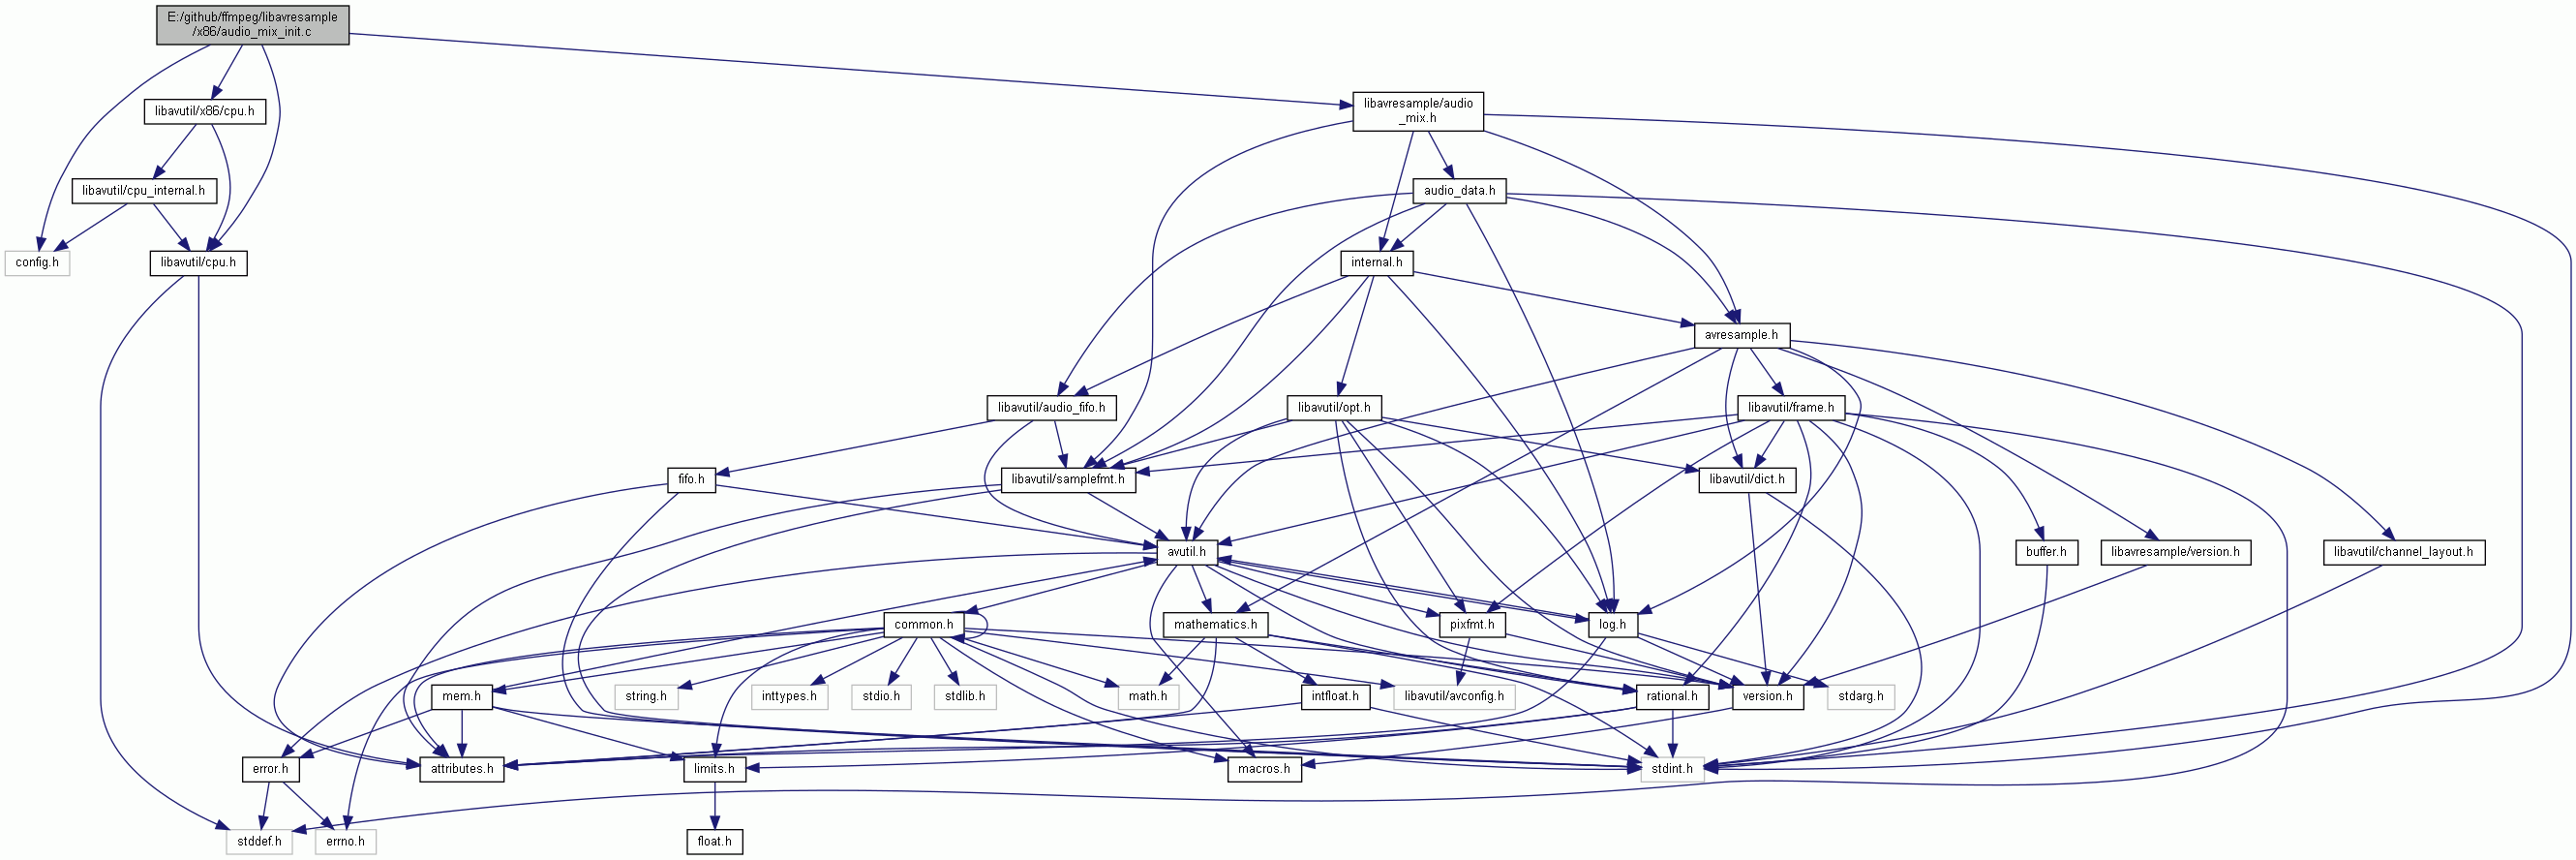 E:/github/ffmpeg/libavresample
/x86/audio_mix_init.c
libavutil/x86/cpu.h
libavresample/audio
_mix.h
libavutil/cpu_internal.h
audio_data.h
config.h
libavutil/cpu.h
internal.h
avresample.h
libavutil/audio_fifo.h
libavutil/opt.h
libavutil/frame.h
fifo.h
libavutil/samplefmt.h
libavutil/dict.h
avutil.h
buffer.h
libavresample/version.h
libavutil/channel_layout.h
common.h
mathematics.h
pixfmt.h
log.h
mem.h
string.h
inttypes.h
stdio.h
stdlib.h
math.h
intfloat.h
libavutil/avconfig.h
rational.h
version.h
stdarg.h
error.h
attributes.h
limits.h
macros.h
stdint.h
stddef.h
errno.h
float.h